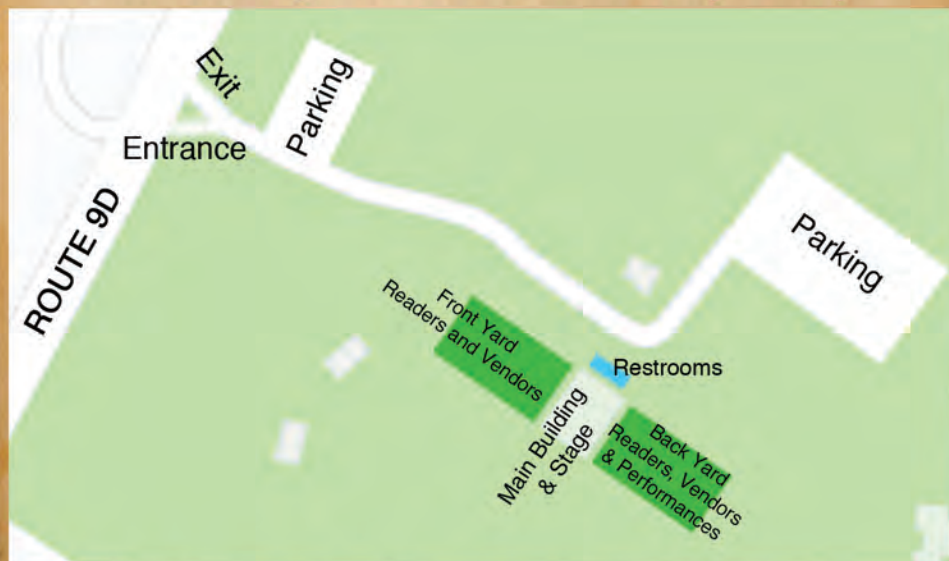 Exit
Parking
Entrance
ROUTE 9D
Parking
Front Yard
Readers and Vendors
Restrooms
Main Building
& Stage
Back Yard
Readers, Vendors
& Performances